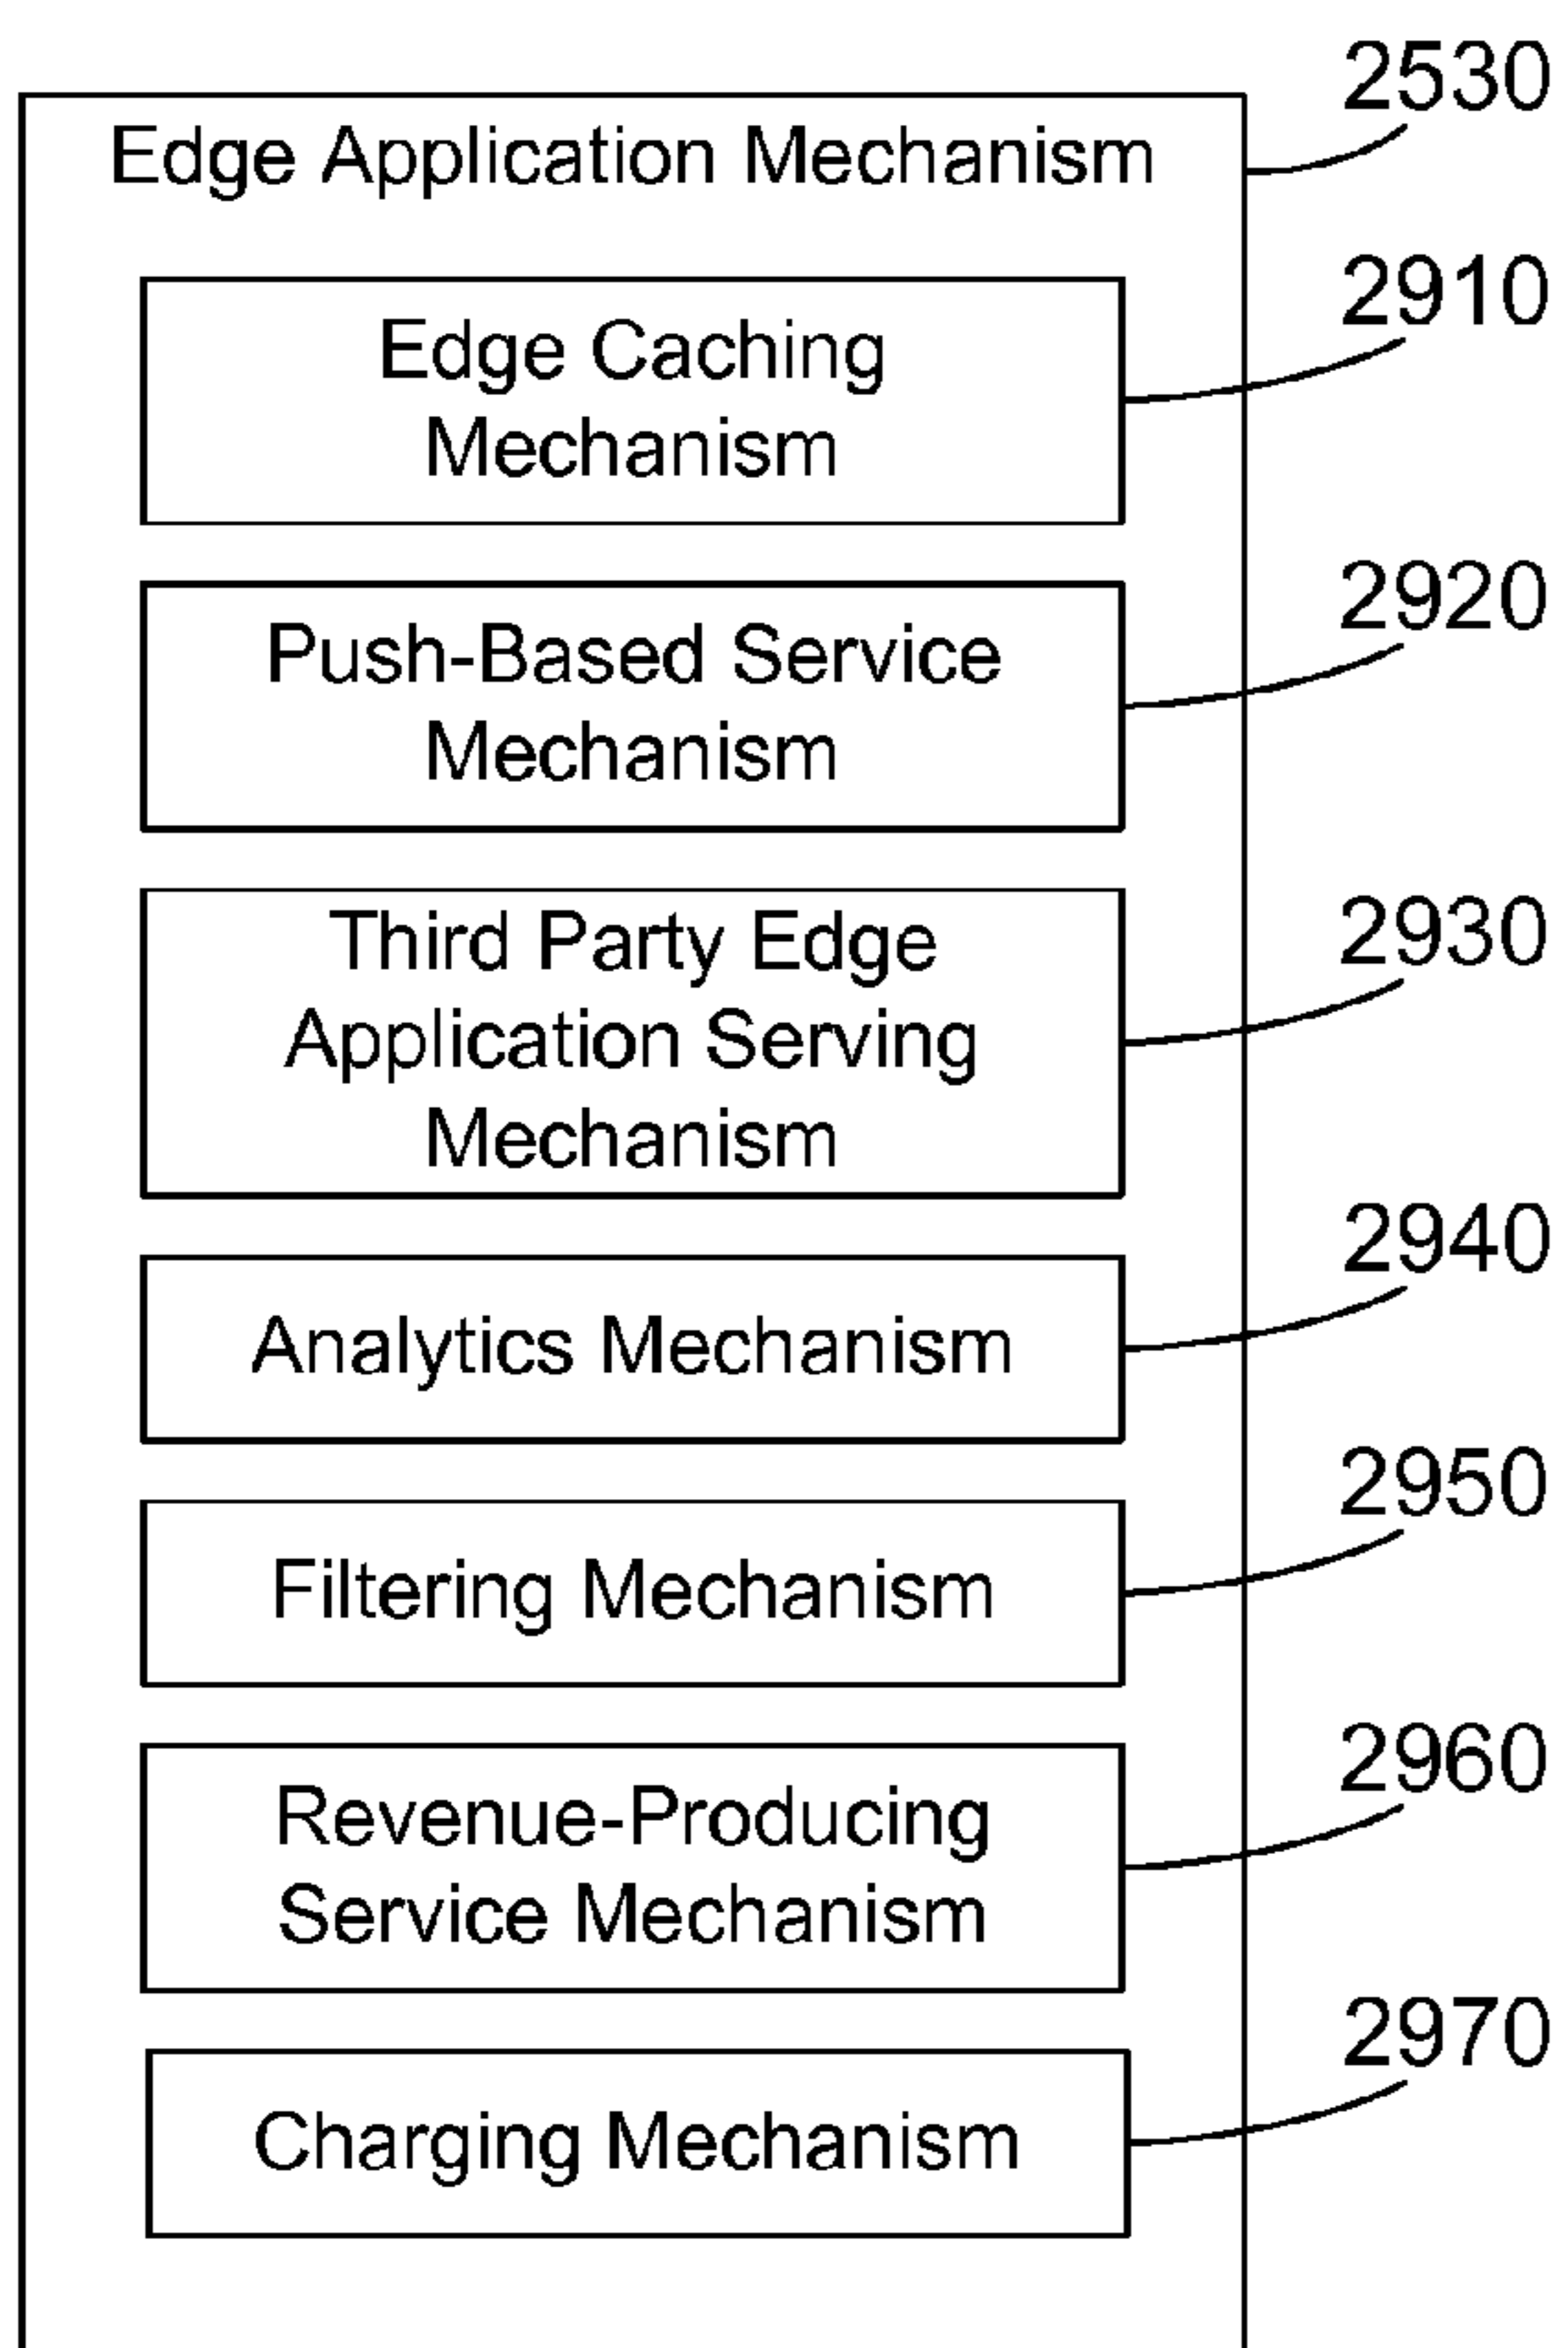 2530
Edge Application Mechanism
2910
Edge Caching
Mechanism
2920
Push-Based Service
Mechanism
2930
Third Party Edge
Application Serving
Mechanism
2940
Analytics Mechanism
2950
Filtering Mechanism
2960
Revenue-Producing
Service Mechanism
2970
Charging Mechanism